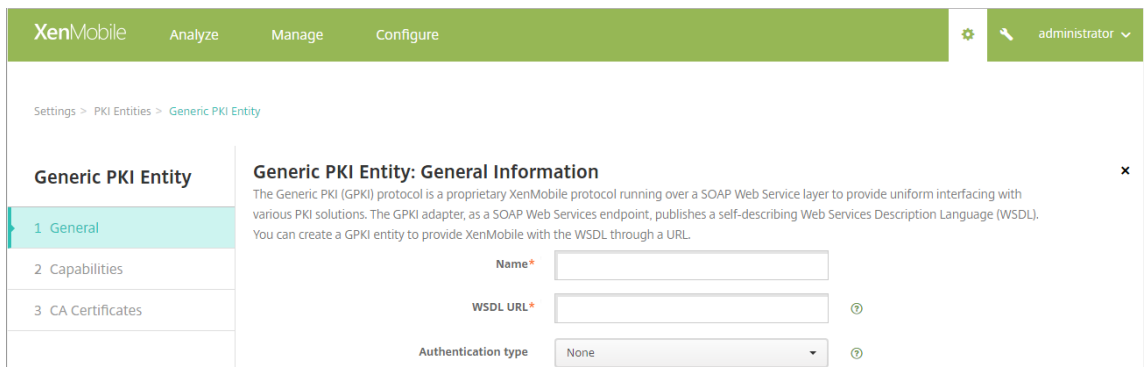 XenMobile Analyze Manage Configure administrator
Settings > PKI Entities > Generic PKI Entity
Generic PKI Entity
1 General
2 Capabilities
3 CA Certificates
Generic PKI Entity: General Information
The Generic PKI (GPKI) protocol is a proprietary XenMobile protocol running over a SOAP Web Service layer to provide uniform interfacing with
various PKI solutions. The GPKI adapter, as a SOAP Web Services endpoint, publishes a self-describing Web Services Description Language (WSDL).
You can create a GPKI entity to provide XenMobile with the WSDL through a URL.
Name*
WSDL URL*
Authentication type None